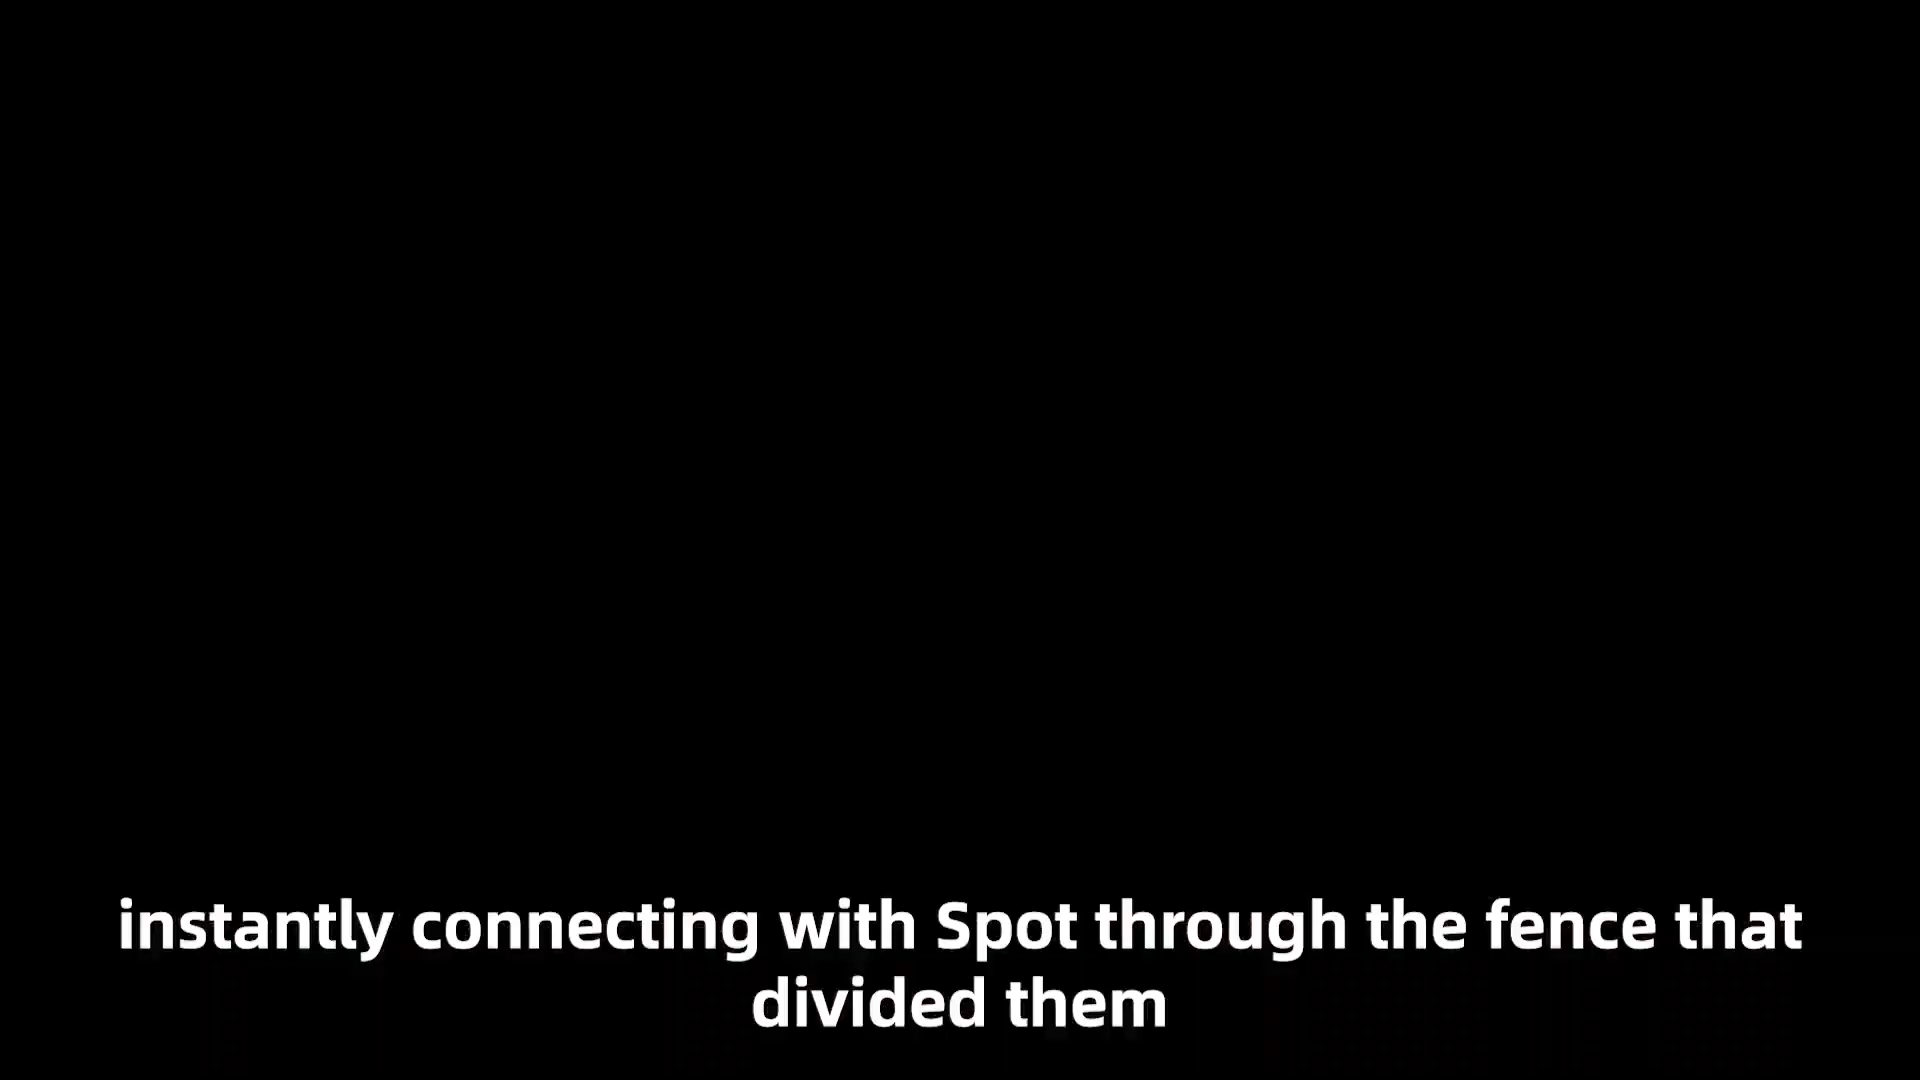 instantly connecting with Spot through the fence that
divided them